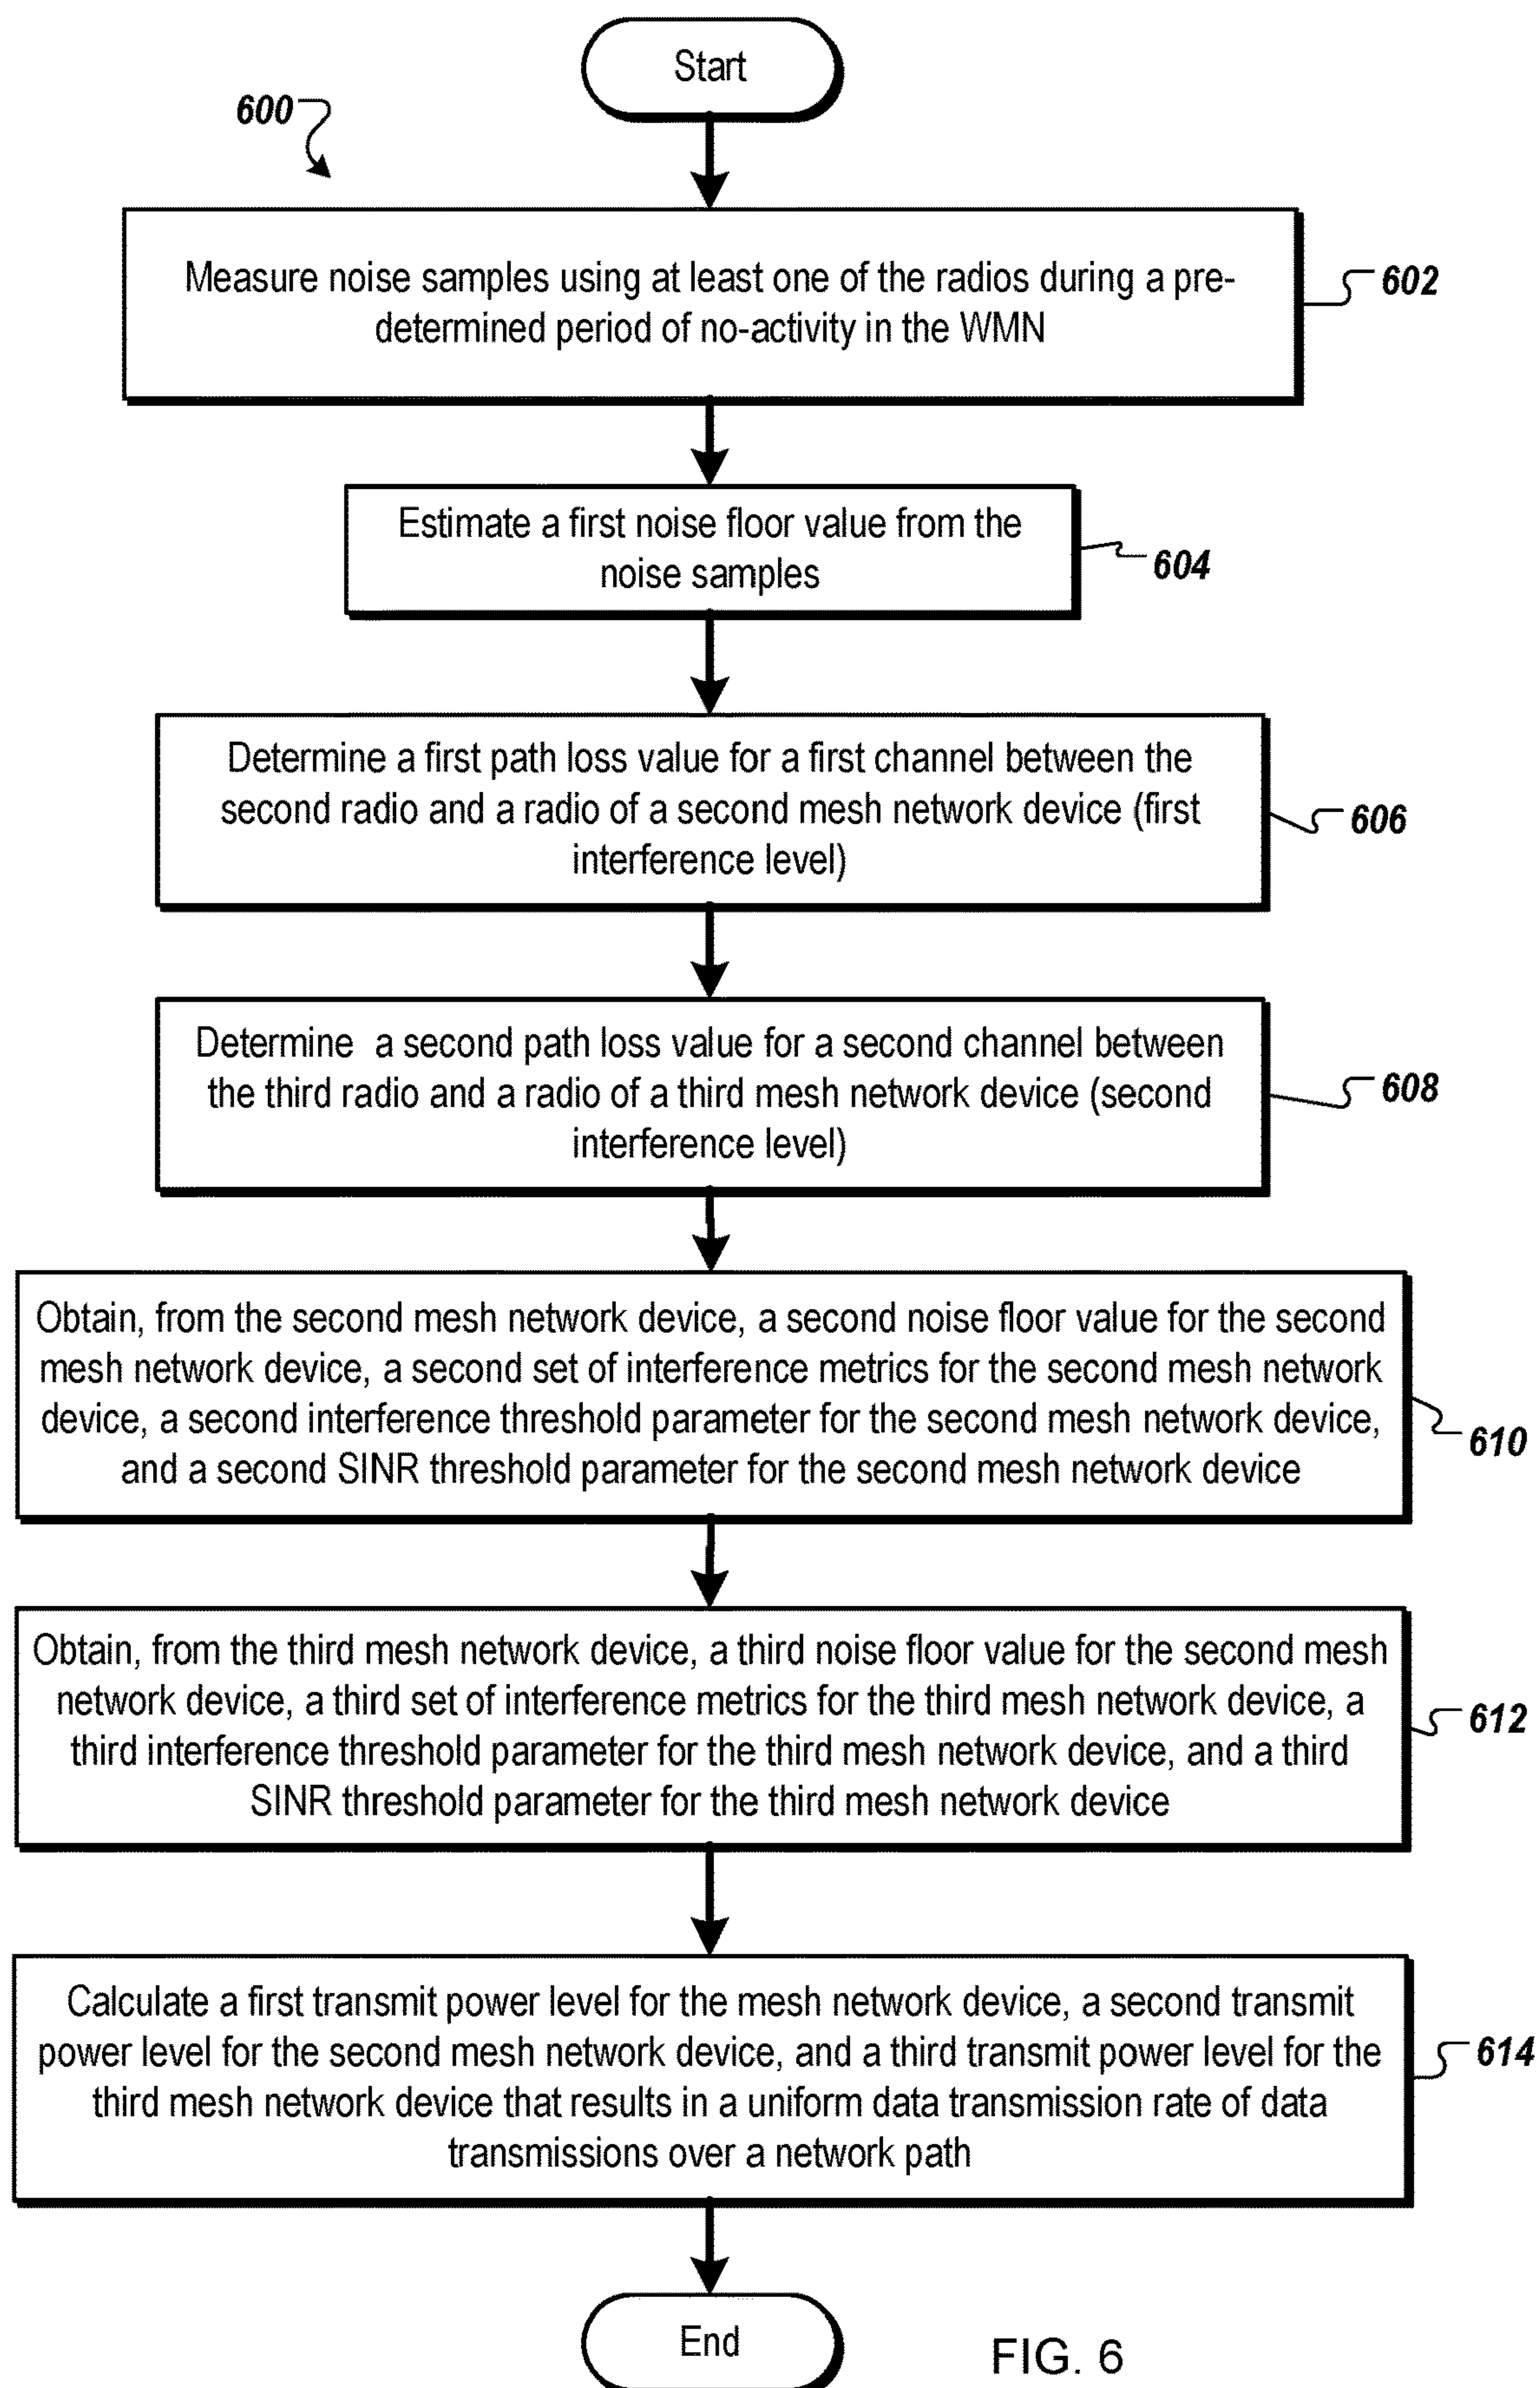 Start
600
Measure noise samples using at least one of the radios during a pre-
determined period of no-activity in the WMN
602
Estimate a first noise floor value from the
noise samples
604
Determine a first path loss value for a first channel between the
second radio and a radio of a second mesh network device (first
interference level)
606
Determine a second path loss value for a second channel between
the third radio and a radio of a third mesh network device (second
interference level)
608
Obtain, from the second mesh network device, a second noise floor value for the second
mesh network device, a second set of interference metrics for the second mesh network
device, a second interference threshold parameter for the second mesh network device,
and a second SINR threshold parameter for the second mesh network device
610
Obtain, from the third mesh network device, a third noise floor value for the second mesh
network device, a third set of interference metrics for the third mesh network device, a
third interference threshold parameter for the third mesh network device, and a third
SINR threshold parameter for the third mesh network device
612
Calculate a first transmit power level for the mesh network device, a second transmit
power level for the second mesh network device, and a third transmit power level for the
third mesh network device that results in a uniform data transmission rate of data
transmissions over a network path
614
End
FIG. 6